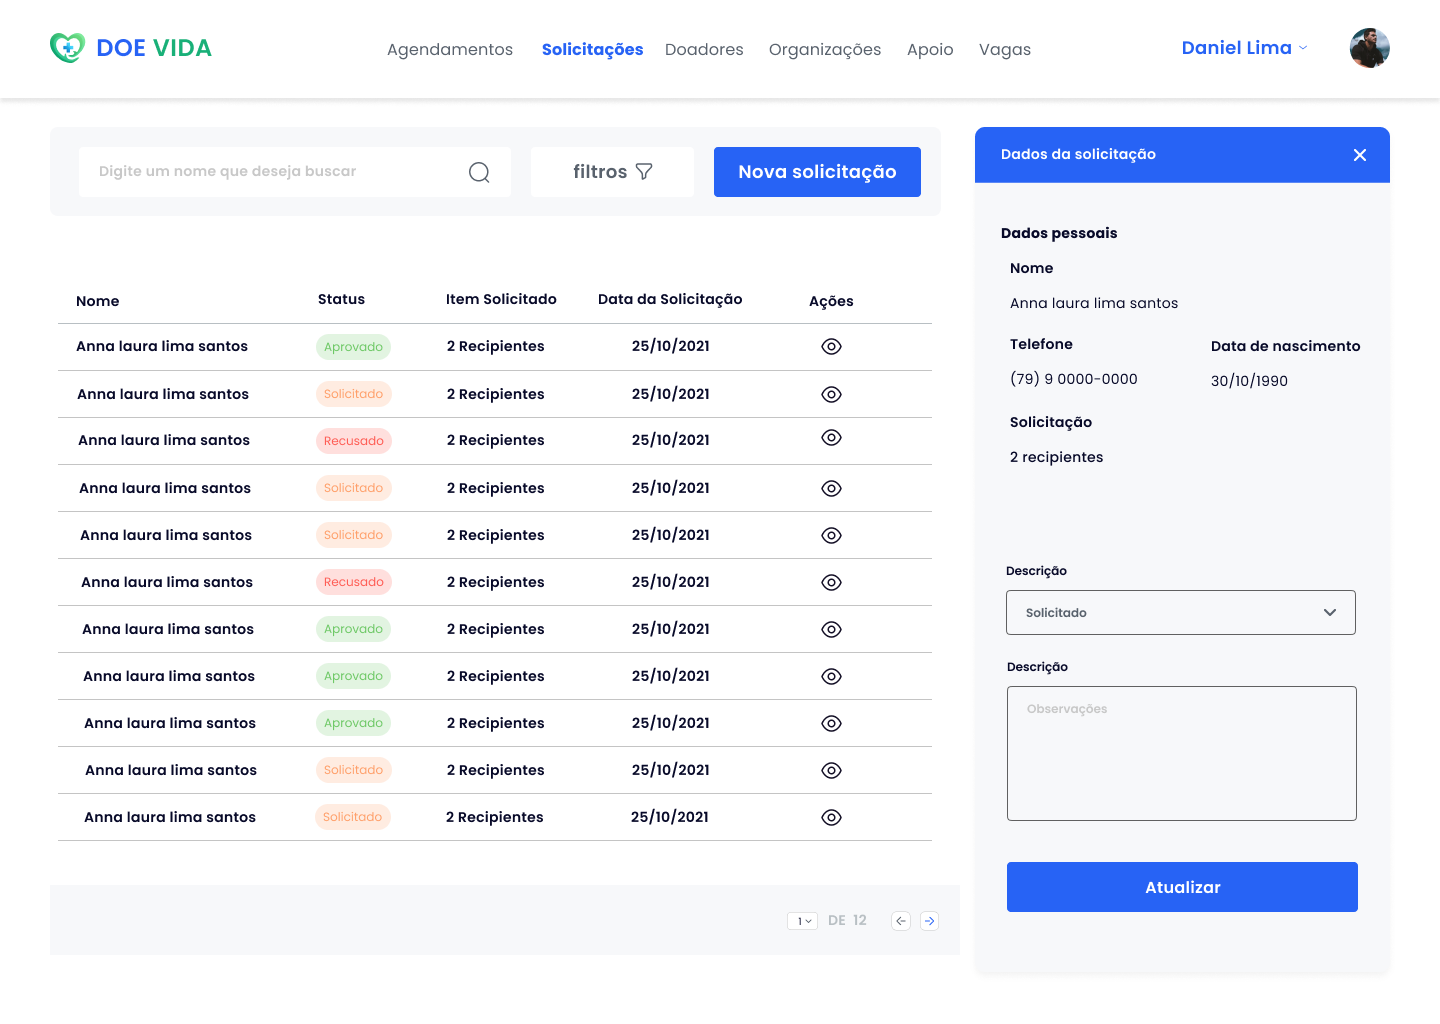 DOE VIDA
Agendamentos Solicitações Doadores Organizações Apoio Vagas
Daniel Lima
Digite um nome que deseja buscar
filtros
Nova solicitação
Nome Status Item Solicitado Data da Solicitação Ações
Anna laura lima santos Aprovado 2 Recipientes 25/10/2021
Anna laura lima santos Solicitado 2 Recipientes 25/10/2021
Anna laura lima santos Recusado 2 Recipientes 25/10/2021
Anna laura lima santos Solicitado 2 Recipientes 25/10/2021
Anna laura lima santos Solicitado 2 Recipientes 25/10/2021
Anna laura lima santos Recusado 2 Recipientes 25/10/2021
Anna laura lima santos Aprovado 2 Recipientes 25/10/2021
Anna laura lima santos Aprovado 2 Recipientes 25/10/2021
Anna laura lima santos Aprovado 2 Recipientes 25/10/2021
Anna laura lima santos Solicitado 2 Recipientes 25/10/2021
Anna laura lima santos Solicitado 2 Recipientes 25/10/2021
1 DE 12
Dados da solicitação
Dados pessoais
Nome
Anna laura lima santos
Telefone Data de nascimento
(79) 9 0000-0000 30/10/1990
Solicitação
2 recipientes
Descrição
Solicitado
Descrição
Observações
Atualizar